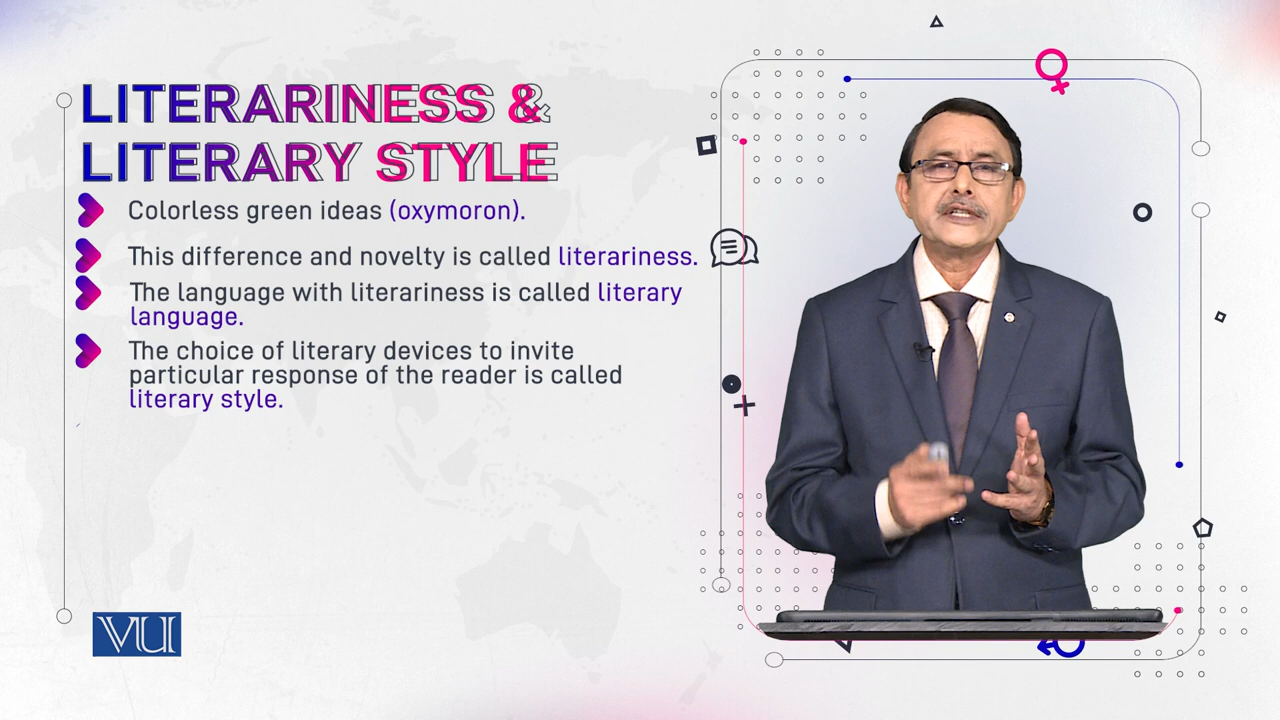 LITERARINESS &
LITERARY STYLE
Colorless green ideas (oxymoron).
This difference and novelty is called literariness.
The language with literariness is called literary
language.
The choice of literary devices to invite
particular response of the reader is called
literary style.
VU